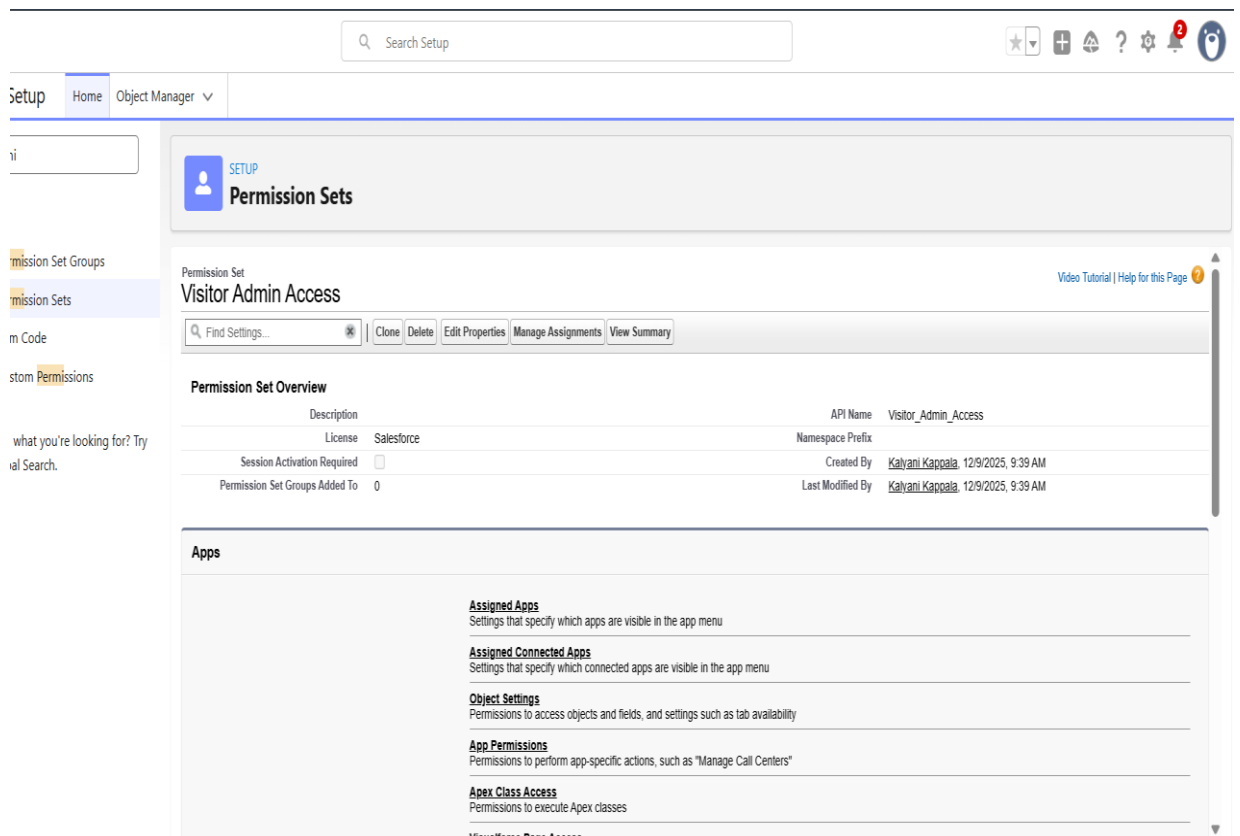 Search Setup
2
Setup Home Object Manager
ni
SETUP
Permission Sets
rmission Set Groups
rmission Sets
m Code
stom Permissions
what you're looking for? Try
bal Search.
Permission Set
Visitor Admin Access
Video Tutorial | Help for this Page
Find Settings...
Clone Delete Edit Properties Manage Assignments View Summary
Permission Set Overview
Description
API Name Visitor_Admin_Access
License Salesforce
Namespace Prefix
Session Activation Required
Created By Kalyani Kappala, 12/9/2025, 9:39 AM
Permission Set Groups Added To 0
Last Modified By Kalyani Kappala, 12/9/2025, 9:39 AM
Apps
Assigned Apps
Settings that specify which apps are visible in the app menu
Assigned Connected Apps
Settings that specify which connected apps are visible in the app menu
Object Settings
Permissions to access objects and fields, and settings such as tab availability
App Permissions
Permissions to perform app-specific actions, such as "Manage Call Centers"
Apex Class Access
Permissions to execute Apex classes